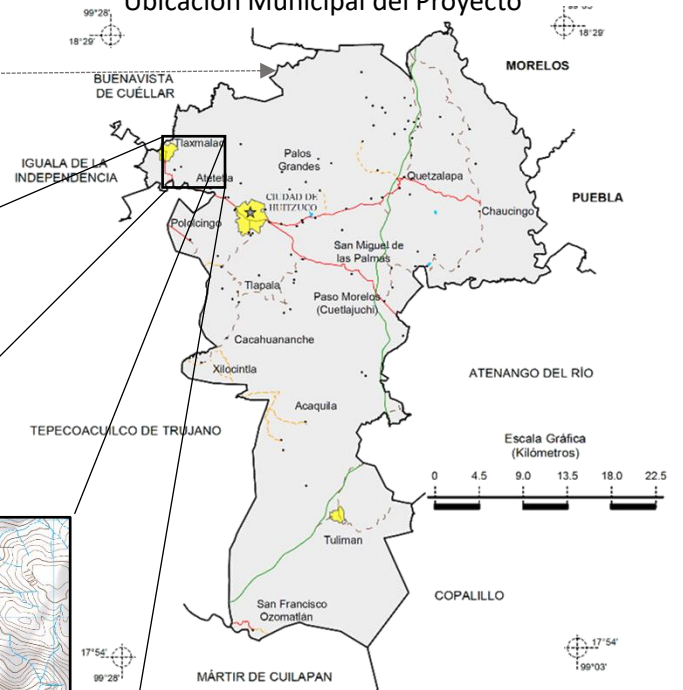 Ubicación Municipal del Proyecto
99°28'
18°29'
18°29'
MORELOS
BUENAVISTA
DE CUÉLLAR
Tlaxmalac
Palos
Grandes
IGUALA DE LA
INDEPENDENCIA
Atetetla
Quetzalapa
PUEBLA
CIUDAD DE
HUITZUCO
Chaucingo
Pololcingo
San Miguel de
las Palmas
Tlapala
Paso Morelos
(Cuetlajuchi)
Cacahuananche
Xilocintla
ATENANGO DEL RÍO
Acaquila
TEPECOACUILCO DE TRUJANO
Escala Gráfica
(Kilómetros)
0 4.5 9.0 13.5 18.0 22.5
Tuliman
COPALILLO
San Francisco
Ozomatlán
17°54'
99°28'
17°54'
99°03'
MÁRTIR DE CUILAPAN